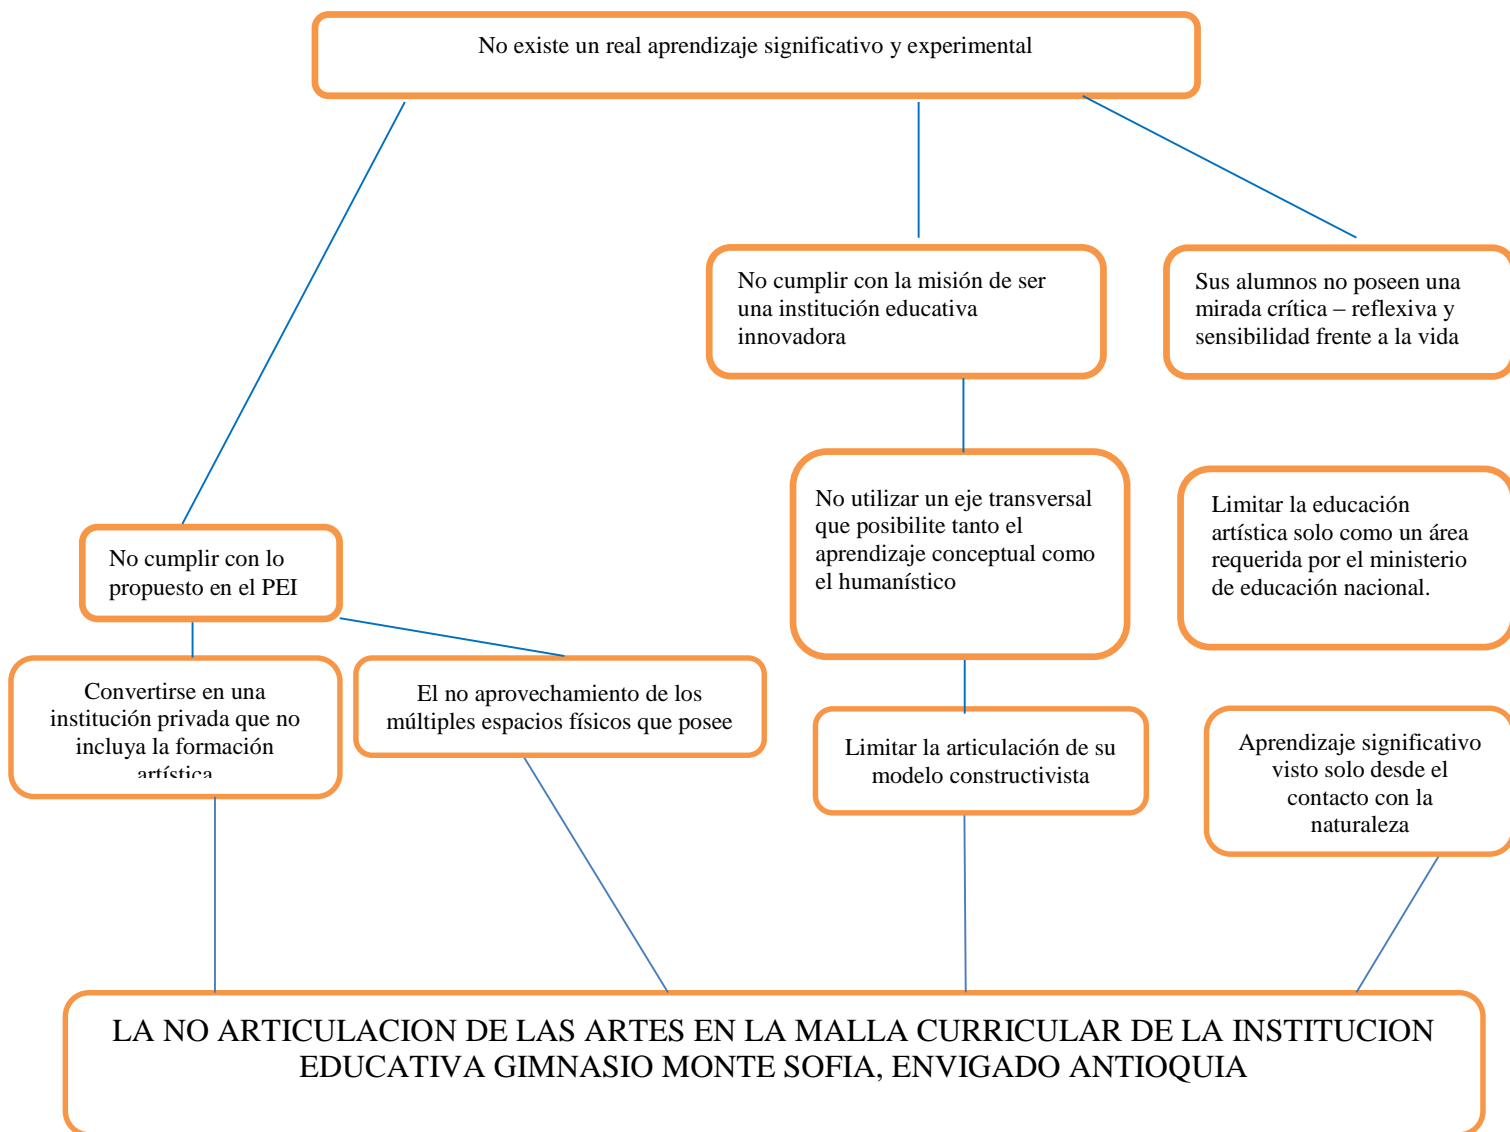 No existe un real aprendizaje significativo y experimental
No cumplir con la misión de ser
una institución educativa
innovadora
Sus alumnos no poseen una
mirada crítica – reflexiva y
sensibilidad frente a la vida
No utilizar un eje transversal
que posibilite tanto el
aprendizaje conceptual como
el humanístico
Limitar la educación
artística solo como un área
requerida por el ministerio
de educación nacional.
No cumplir con lo
propuesto en el PEI
Convertirse en una
institución privada que no
incluya la formación
artística
El no aprovechamiento de los
múltiples espacios físicos que posee
Limitar la articulación de su
modelo constructivista
Aprendizaje significativo
visto solo desde el
contacto con la
naturaleza
LA NO ARTICULACION DE LAS ARTES EN LA MALLA CURRICULAR DE LA INSTITUCION
EDUCATIVA GIMNASIO MONTE SOFIA, ENVIGADO ANTIOQUIA